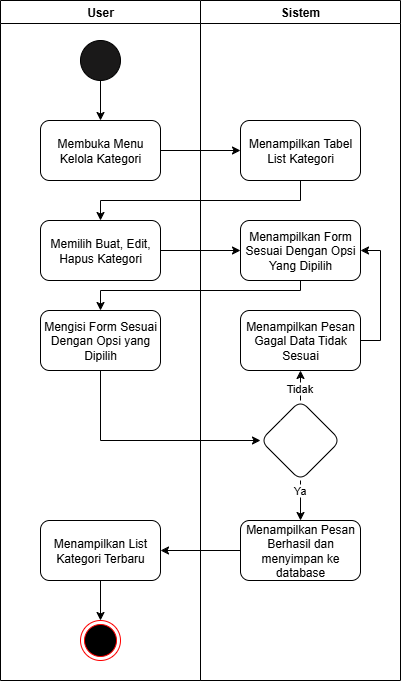 User
Sistem
Membuka Menu
Kelola Kategori
Menampilkan Tabel
List Kategori
Memilih Buat, Edit,
Hapus Kategori
Menampilkan Form
Sesuai Dengan Opsi
Yang Dipilih
Mengisi Form Sesuai
Dengan Opsi yang
Dipilih
Menampilkan Pesan
Gagal Data Tidak
Sesuai
Tidak
Ya
Menampilkan Pesan
Berhasil dan
menyimpan ke
database
Menampilkan List
Kategori Terbaru